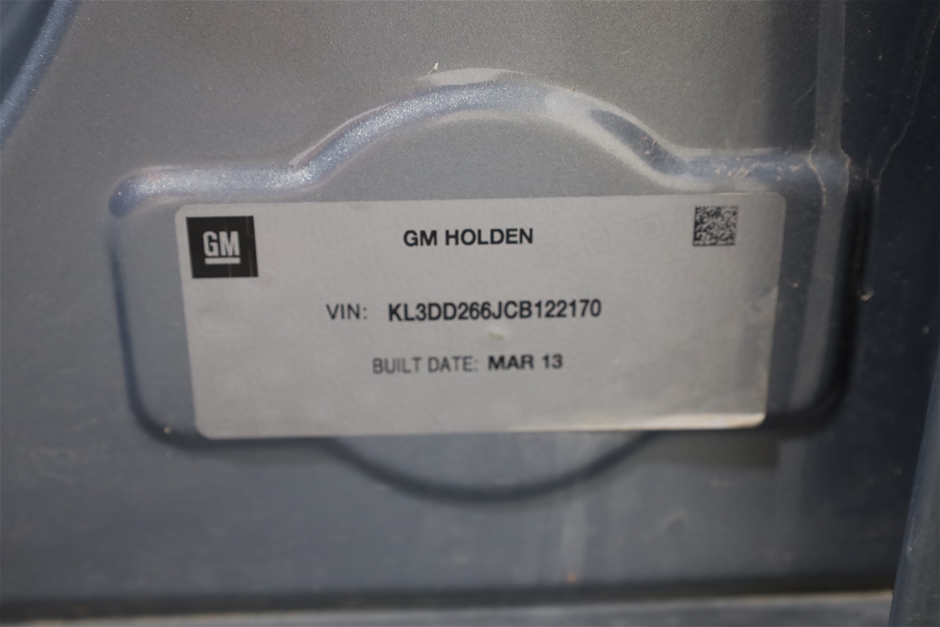 GM
GM HOLDEN
VIN: KL3DD266JCB122170
BUILT DATE: MAR 13